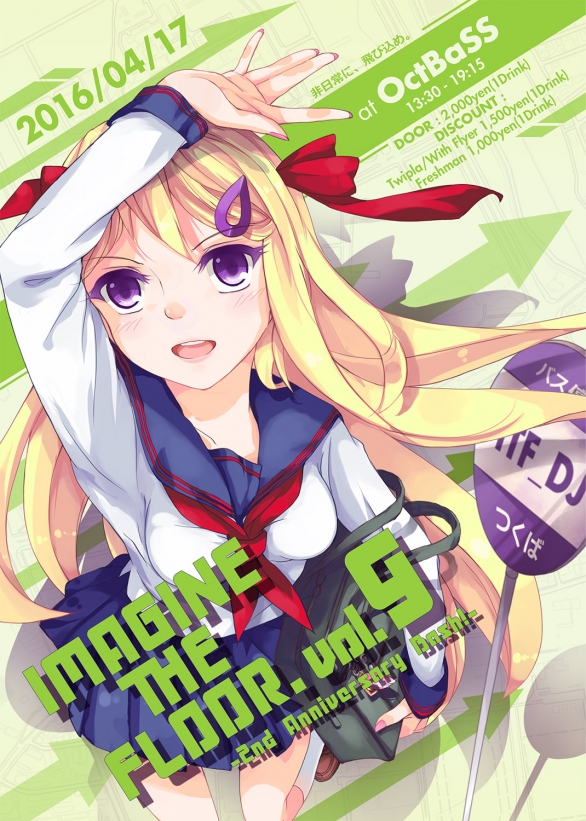 2016/04/17
非日常に、飛び込め。
at OctBaSS
13:30 - 19:15
DOOR : 2,000yen(1Drink)
DISCOUNT :
Twipla/With Flyer 1,500yen(1Drink)
Freshman 1,000yen(1Drink)
バス
ITF_DJ
つくば
IMAGINE
THE
FLOOR. vol. 9
-2nd Anniversary Bash!-